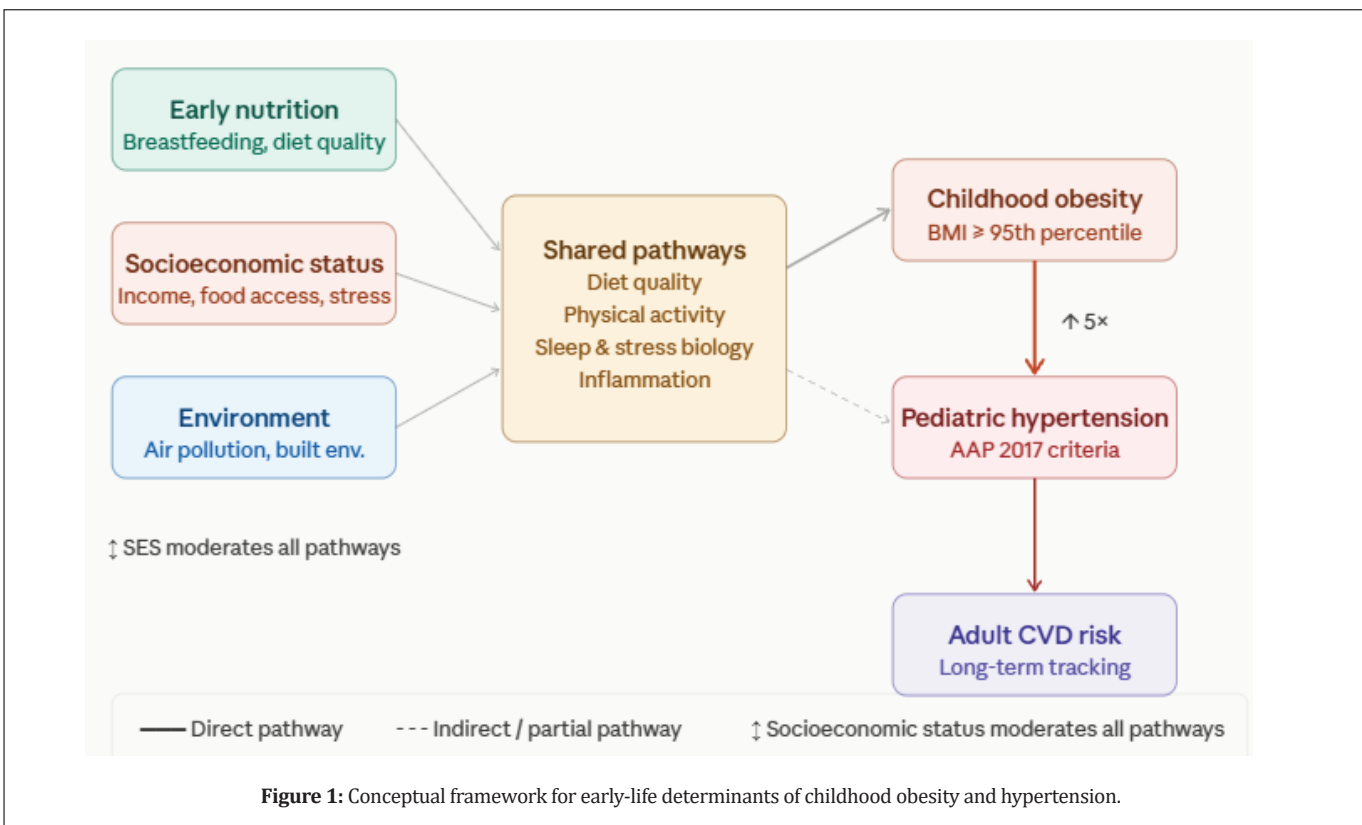 Early nutrition
Breastfeeding, diet quality
Socioeconomic status
Income, food access, stress
Environment
Air pollution, built env.
↕ SES moderates all pathways
Shared pathways
Diet quality
Physical activity
Sleep & stress biology
Inflammation
Childhood obesity
BMI ≥ 95th percentile
↑ 5×
Pediatric hypertension
AAP 2017 criteria
Adult CVD risk
Long-term tracking
Direct pathway
Indirect / partial pathway
↕ Socioeconomic status moderates all pathways
Figure 1: Conceptual framework for early-life determinants of childhood obesity and hypertension.